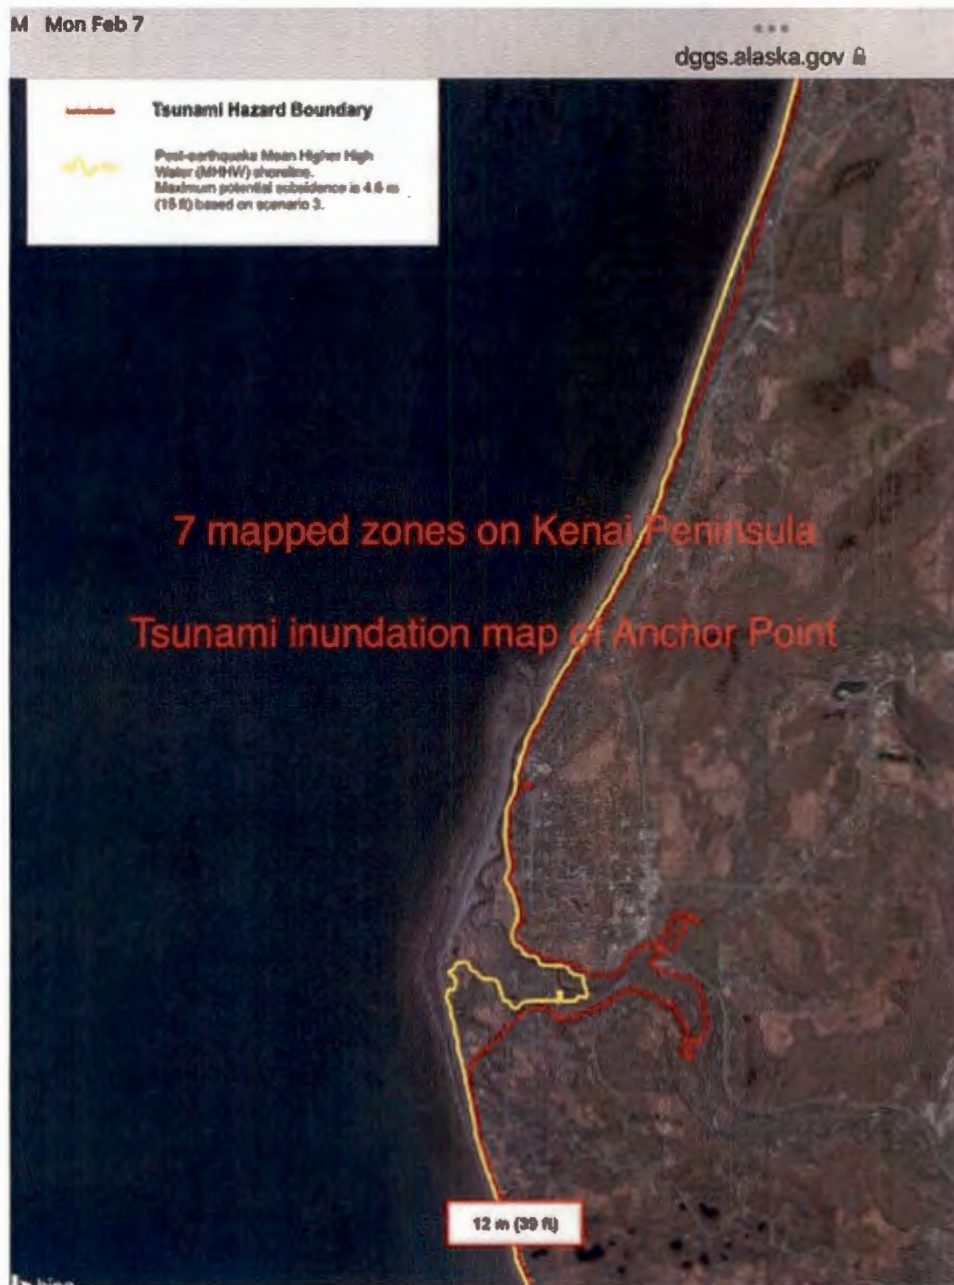 M Mon Feb 7
dggs.alaska.gov
Tsunami Hazard Boundary
Post-earthquake Mean Higher High
Water (MHHW) shoreline.
Maximum potential subsidence is 4.6 m
(15 ft) based on scenario 3.
7 mapped zones on Kenai Peninsula
Tsunami inundation map of Anchor Point
12 m (39 ft)